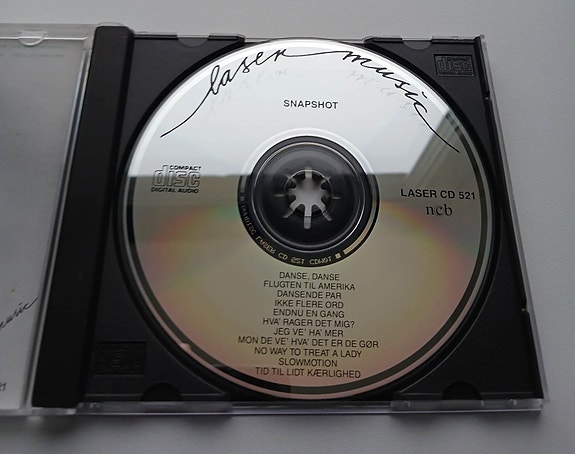 laser music
SNAPSHOT
COMPACT
disc
DIGITAL AUDIO
LASER CD 521
ncb
DANSE, DANSE
FLUGTEN TIL AMERIKA
DANSENDE PAR
IKKE FLERE ORD
ENDNU EN GANG
HVA' RAGER DET MIG?
JEG VE' HA' MER
MON DE VE' HVA' DET ER DE GØR
NO WAY TO TREAT A LADY
SLOWMOTION
TID TIL LIDT KÆRLIGHED
disc